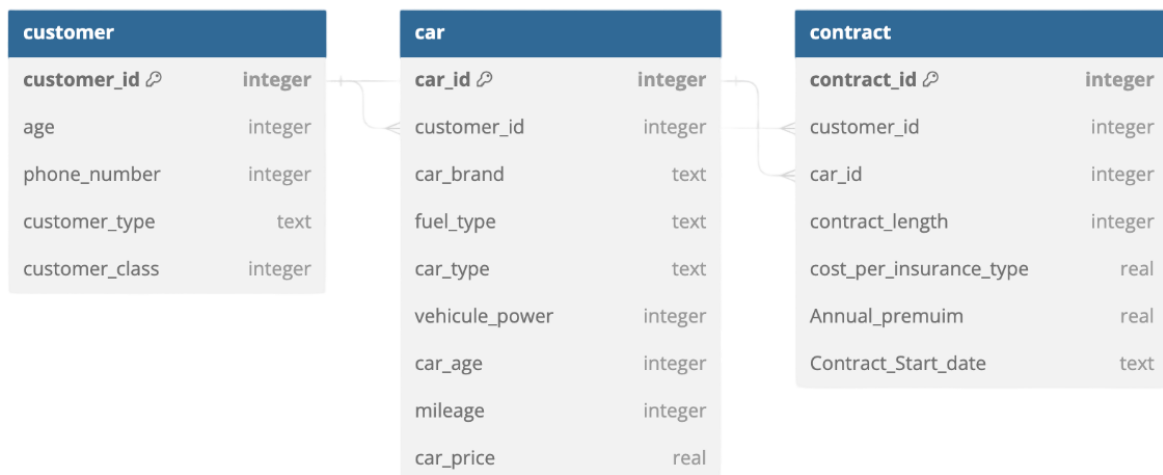 customer
customer_id integer
age integer
phone_number integer
customer_type text
customer_class integer
car
car_id integer
customer_id integer
car_brand text
fuel_type text
car_type text
vehicule_power integer
car_age integer
mileage integer
car_price real
contract
contract_id integer
customer_id integer
car_id integer
contract_length integer
cost_per_insurance_type real
Annual_premuim real
Contract_Start_date text